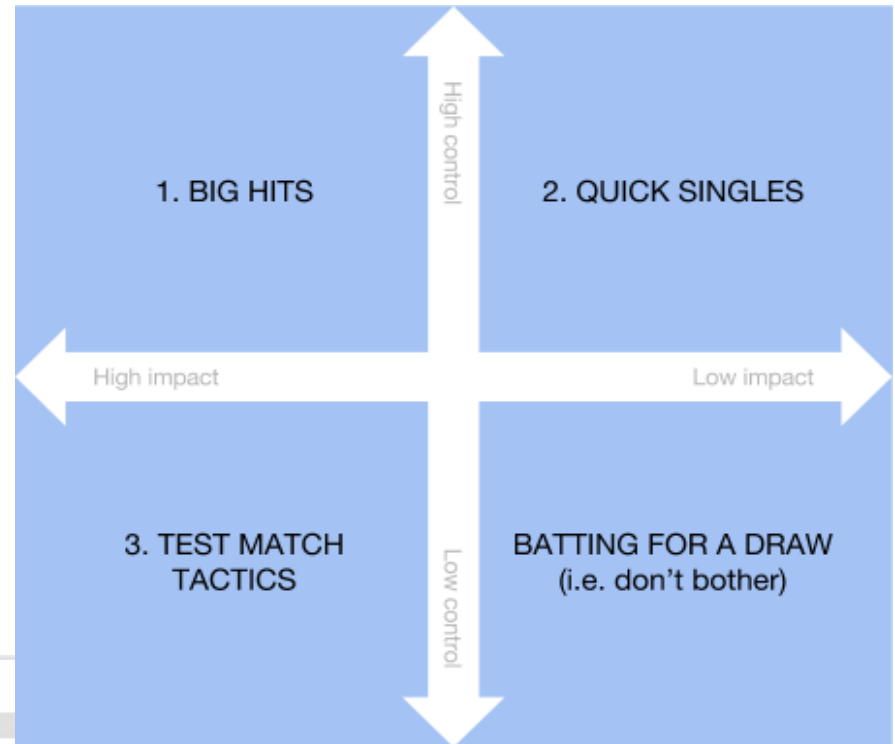 High control
1. BIG HITS
2. QUICK SINGLES
High impact
Low impact
3. TEST MATCH
TACTICS
Low control
BATTING FOR A DRAW
(i.e. don't bother)